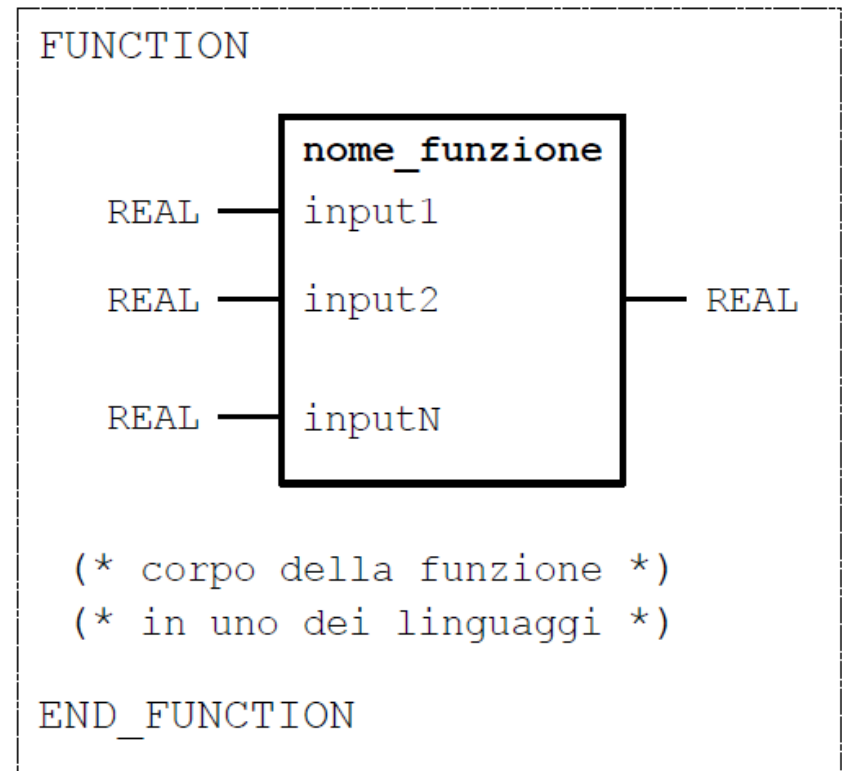 FUNCTION
nome_funzione
REAL input1
REAL input2 REAL
REAL inputN
(* corpo della funzione *)
(* in uno dei linguaggi *)
END_FUNCTION